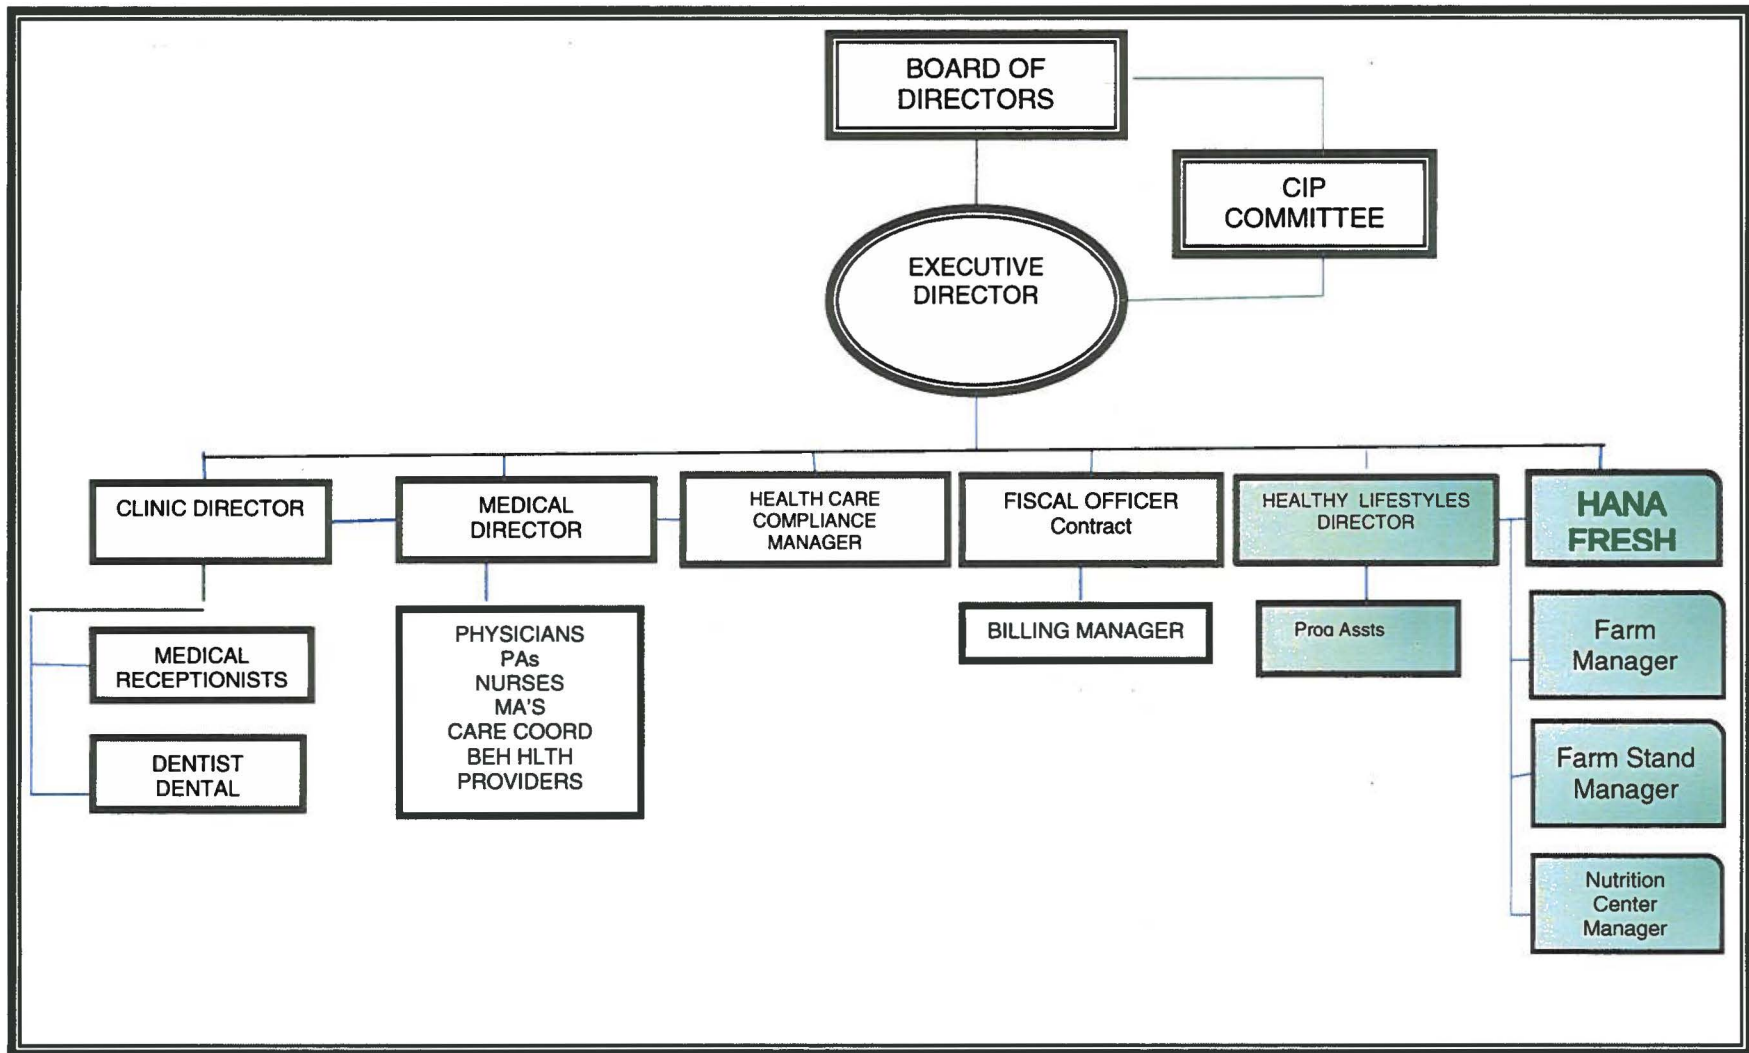 BOARD OF
DIRECTORS
CIP
COMMITTEE
EXECUTIVE
DIRECTOR
CLINIC DIRECTOR
MEDICAL
DIRECTOR
HEALTH CARE
COMPLIANCE
MANAGER
FISCAL OFFICER
Contract
HEALTHY LIFESTYLES
DIRECTOR
HANA
FRESH
MEDICAL
RECEPTIONISTS
DENTIST
DENTAL
PHYSICIANS
PAs
NURSES
MA'S
CARE COORD
BEH HLTH
PROVIDERS
BILLING MANAGER
Prog Assts
Farm
Manager
Farm Stand
Manager
Nutrition
Center
Manager